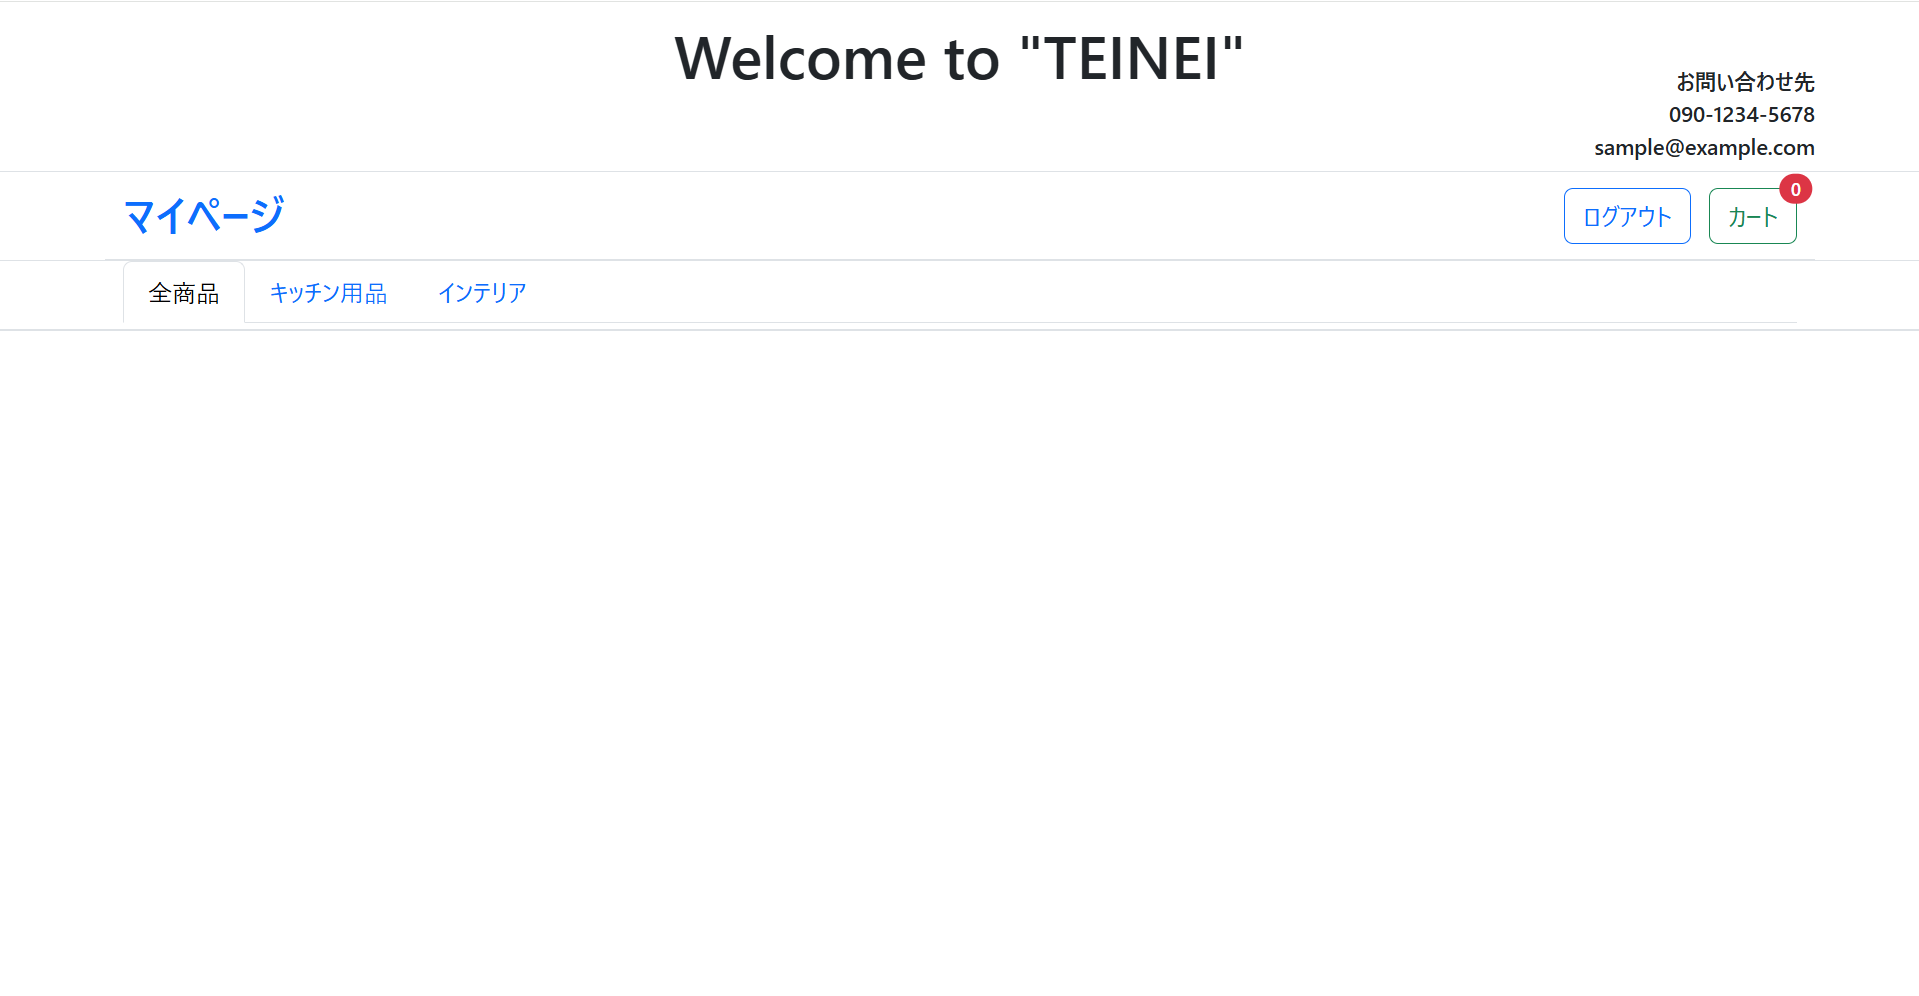 Welcome to "TEINEI"
お問い合わせ先
090-1234-5678
sample@example.com
マイページ
ログアウト
カート
0
全商品
キッチン用品
インテリア